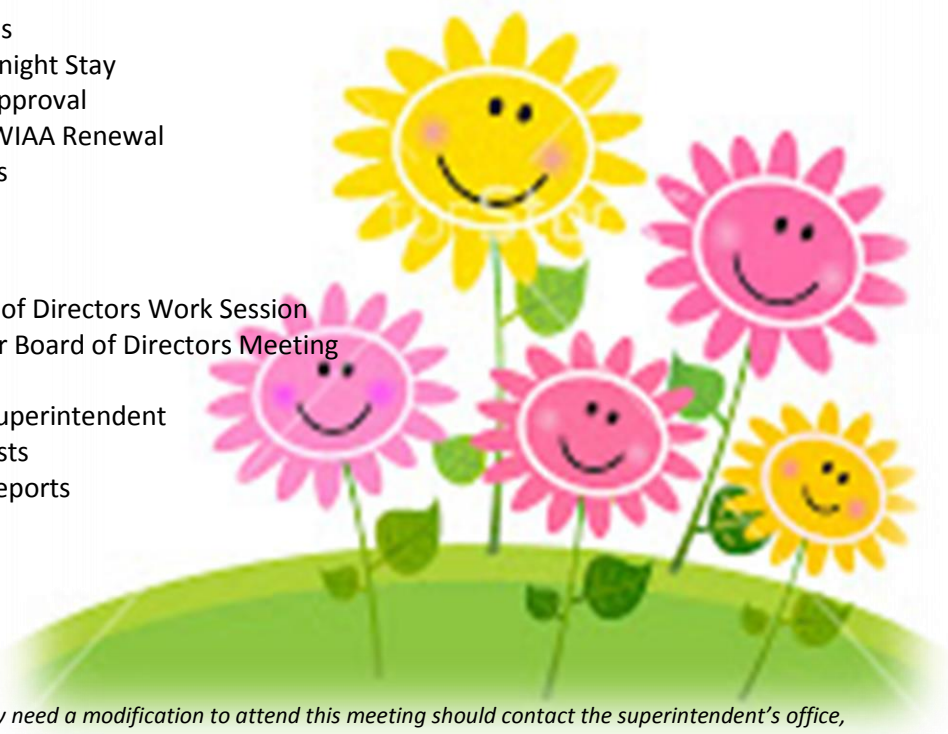 s
night Stay
pproval
WIAA Renewal
s
of Directors Work Session
r Board of Directors Meeting
uperintendent
sts
eports
y need a modification to attend this meeting should contact the superintendent's office,